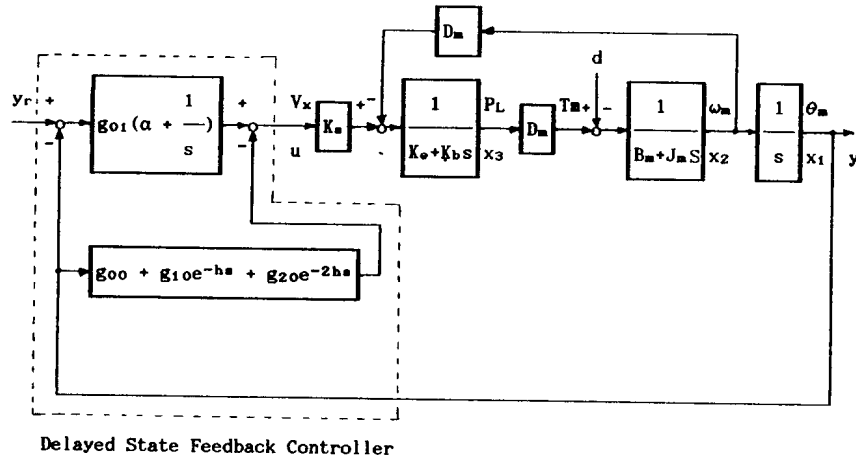 Dm
d
yr + 
g01(α + 1/s)
+
-
-
Vx
u
Ks
+-
-
1
Ke+Kbs
PL
x3
Dm
Tm+
-
1
Bm+JmS
ωm
x2
1
s
θm
x1
y
g00 + g10e-hs + g20e-2hs
Delayed State Feedback Controller